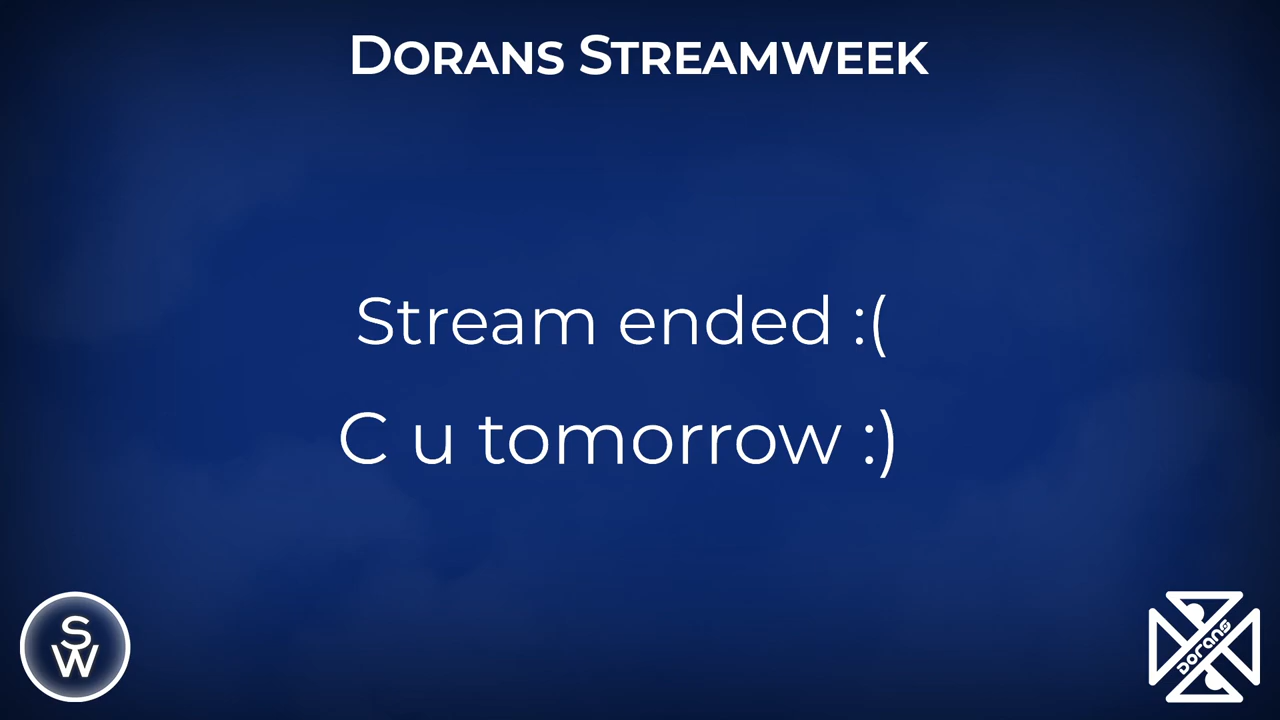 Dorans Streamweek
Stream ended :(
C u tomorrow :)
SW
Dorans